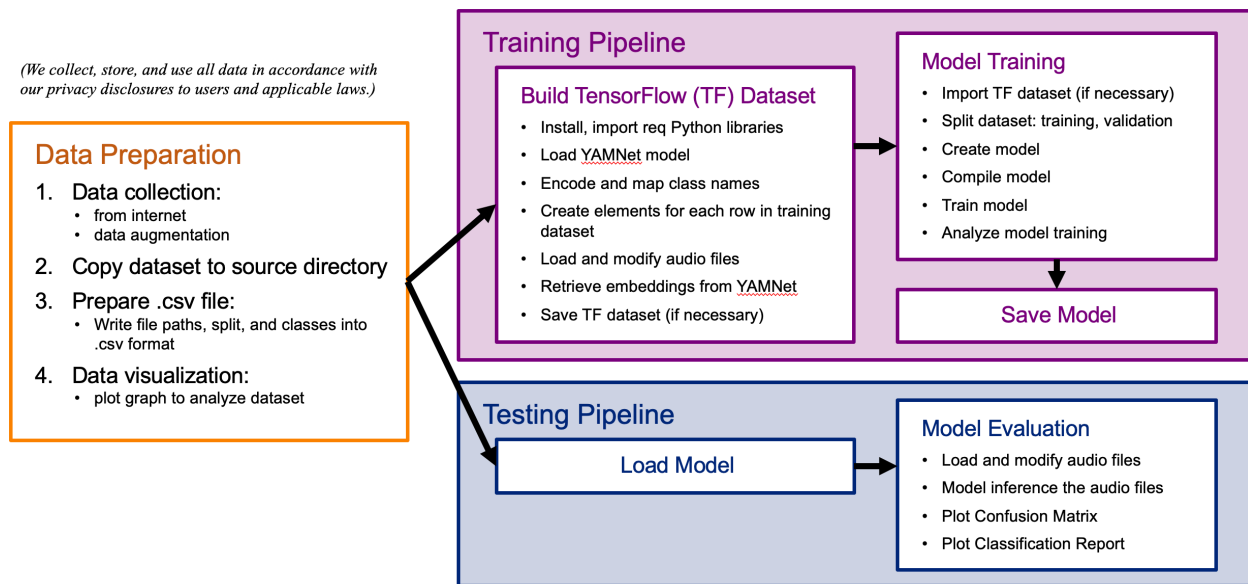 (We collect, store, and use all data in accordance with
our privacy disclosures to users and applicable laws.)
Data Preparation
1. Data collection:
• from internet
• data augmentation
2. Copy dataset to source directory
3. Prepare .csv file:
• Write file paths, split, and classes into
.csv format
4. Data visualization:
• plot graph to analyze dataset
Training Pipeline
Build TensorFlow (TF) Dataset
• Install, import req Python libraries
• Load YAMNet model
• Encode and map class names
• Create elements for each row in training
dataset
• Load and modify audio files
• Retrieve embeddings from YAMNet
• Save TF dataset (if necessary)
Model Training
• Import TF dataset (if necessary)
• Split dataset: training, validation
• Create model
• Compile model
• Train model
• Analyze model training
Save Model
Testing Pipeline
Load Model
Model Evaluation
• Load and modify audio files
• Model inference the audio files
• Plot Confusion Matrix
• Plot Classification Report